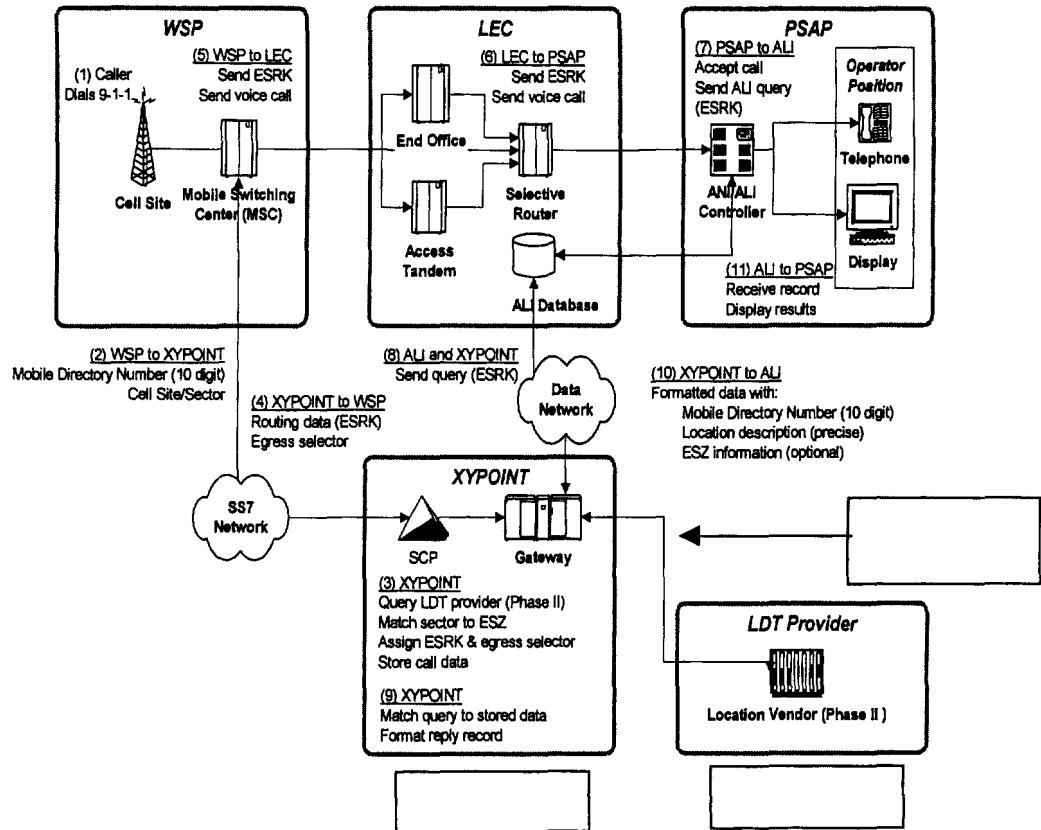 WSP
(1) Caller
Dials 9-1-1
(5) WSP to LEC
Send ESRK
Send voice call
Cell Site
Mobile Switching
Center (MSC)
LEC
(6) LEC to PSAP
Send ESRK
Send voice call
End Office
Access
Tandem
Selective
Router
ALI Database
PSAP
(7) PSAP to ALI
Accept call
Send ALI query
(ESRK)
Operator
Position
Telephone
ANI/ALI
Controller
Display
(11) ALI to PSAP
Receive record
Display results
(2) WSP to XYPOINT
Mobile Directory Number (10 digit)
Cell Site/Sector
(4) XYPOINT to WSP
Routing data (ESRK)
Egress selector
(8) ALI and XYPOINT
Send query (ESRK)
Data
Network
(10) XYPOINT to ALI
Formatted data with:
Mobile Directory Number (10 digit)
Location description (precise)
ESZ information (optional)
SS7
Network
XYPOINT
SCP
Gateway
(3) XYPOINT
Query LDT provider (Phase II)
Match sector to ESZ
Assign ESRK & egress selector
Store call data
(9) XYPOINT
Match query to stored data
Format reply record
LDT Provider
Location Vendor (Phase II )